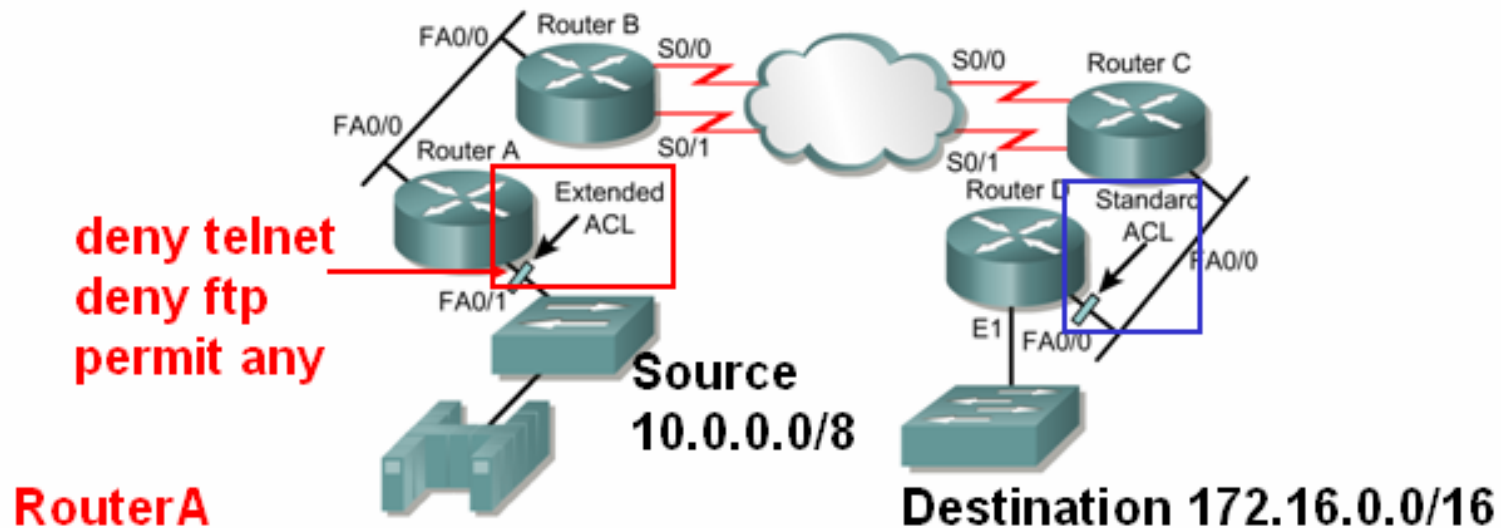 Router B
FA0/0
S0/0
S0/0
Router C
FA0/0
S0/1
S0/1
Router A
Extended
ACL
Router D
Standard
ACL
deny telnet
deny ftp
permit any
FA0/1
FA0/0
E1
FA0/0
Source
10.0.0.0/8
RouterA
Destination 172.16.0.0/16